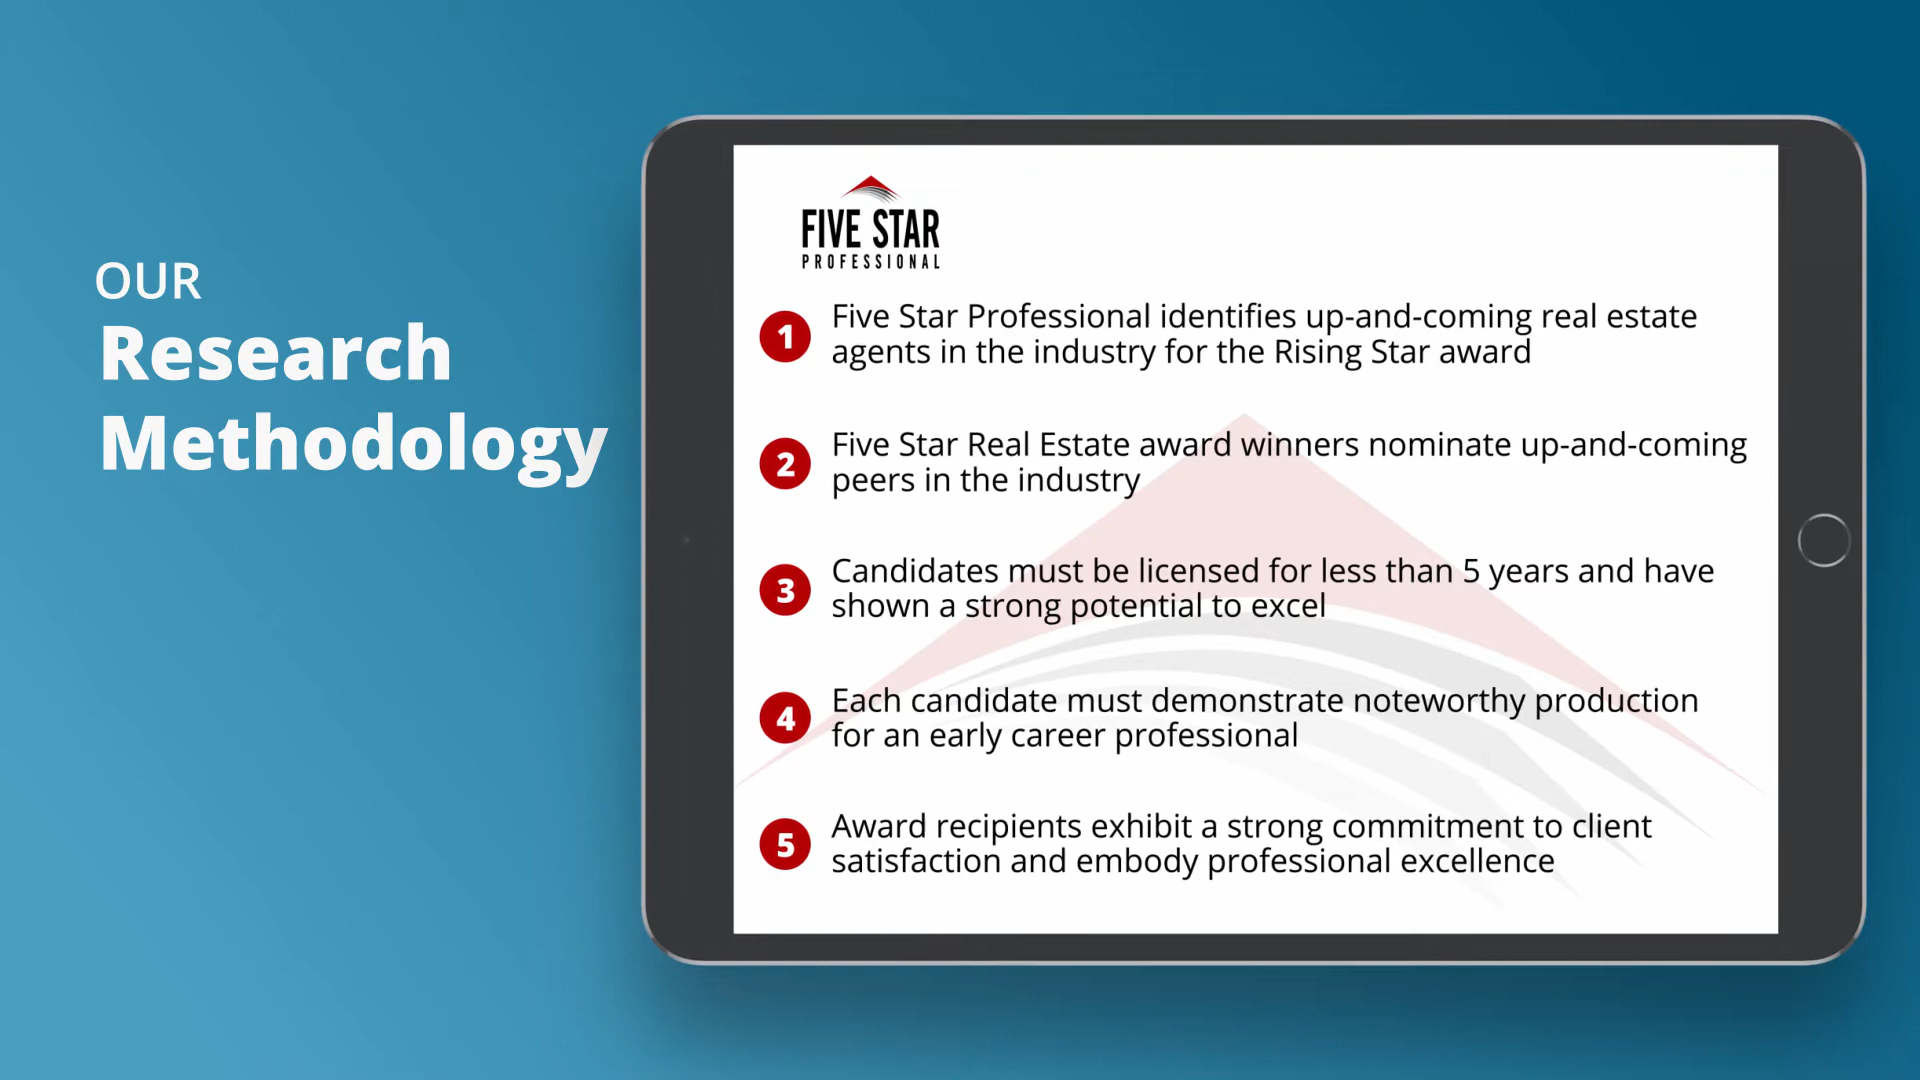 OUR
Research
Methodology
FIVE STAR
PROFESSIONAL
1
Five Star Professional identifies up-and-coming real estate
agents in the industry for the Rising Star award
2
Five Star Real Estate award winners nominate up-and-coming
peers in the industry
3
Candidates must be licensed for less than 5 years and have
shown a strong potential to excel
4
Each candidate must demonstrate noteworthy production
for an early career professional
5
Award recipients exhibit a strong commitment to client
satisfaction and embody professional excellence